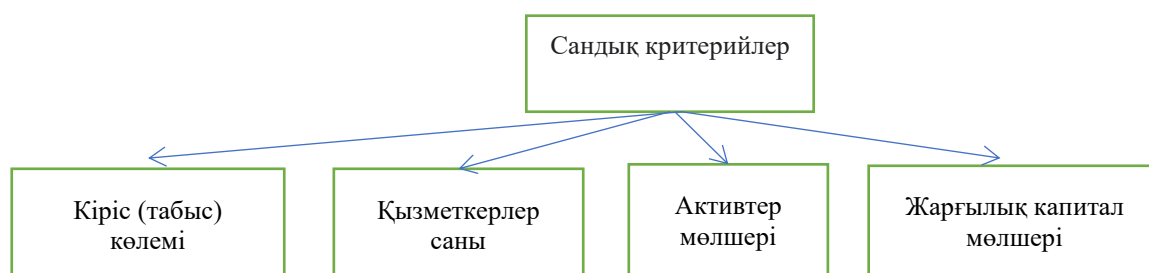 Сандық критерийлер
Кіріс (табыс)
көлемі
Қызметкерлер
саны
Активтер
мөлшері
Жарғылық капитал
мөлшері